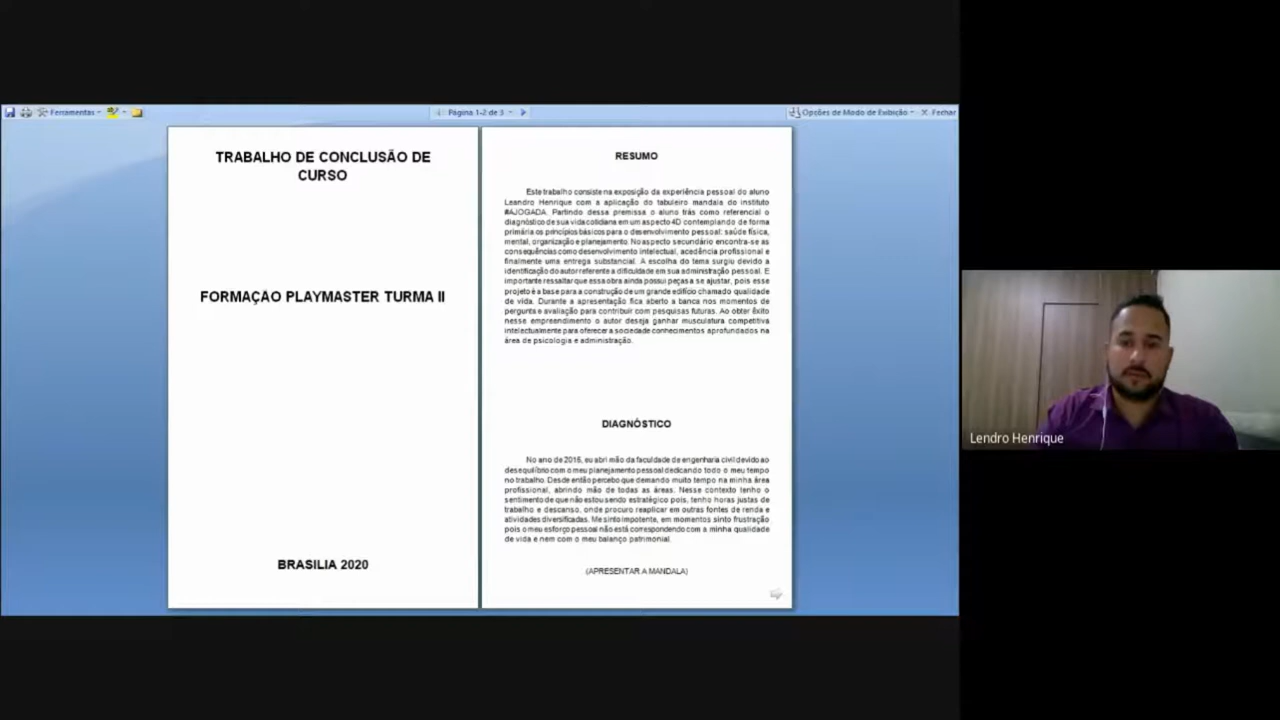 Ferramentas
Página 1-2 de 3
Opções de Modo de Exibição
Fechar
TRABALHO DE CONCLUSÃO DE
CURSO
FORMAÇÃO PLAYMASTER TURMA II
BRASILIA 2020
RESUMO
Este trabalho consiste na exposição da experiência pessoal do aluno
Leandro Henrique com a aplicação do tabuleiro mandala do instituto
#AJOGADA. Partindo dessa premissa o aluno trás como referencial o
diagnóstico de sua vida cotidiana em um aspecto 4D contemplando de forma
primária os princípios básicos para o desenvolvimento pessoal: saúde física,
mental, organização e planejamento. No aspecto secundário encontra-se as
consequências como desenvolvimento intelectual, acedência profissional e
finalmente uma entrega substancial. A escolha do tema surgiu devido a
identificação do autor referente a dificuldade em sua administração pessoal. E
importante ressaltar que essa obra ainda possui peças a se ajustar, pois esse
projeto é a base para a construção de um grande edifício chamado qualidade
de vida. Durante a apresentação fica aberto a banca nos momentos de
pergunta e avaliação para contribuir com pesquisas futuras. Ao obter êxito
nesse empreendimento o autor deseja ganhar musculatura competitiva
intelectualmente para oferecer a sociedade conhecimentos aprofundados na
área de psicologia e administração.
DIAGNÓSTICO
No ano de 2016, eu abri mão da faculdade de engenharia civil devido ao
desequilíbrio com o meu planejamento pessoal dedicando todo o meu tempo
no trabalho. Desde então percebo que demando muito tempo na minha área
profissional, abrindo mão de todas as áreas. Nesse contexto tenho o
sentimento de que não estou sendo estratégico pois, tenho horas justas de
trabalho e descanso, onde procuro reaplicar em outras fontes de renda e
atividades diversificadas. Me sinto impotente, em momentos sinto frustração
pois o meu esforço pessoal não está correspondendo com a minha qualidade
de vida e nem com o meu balanço patrimonial.
(APRESENTAR A MANDALA)
Lendro Henrique